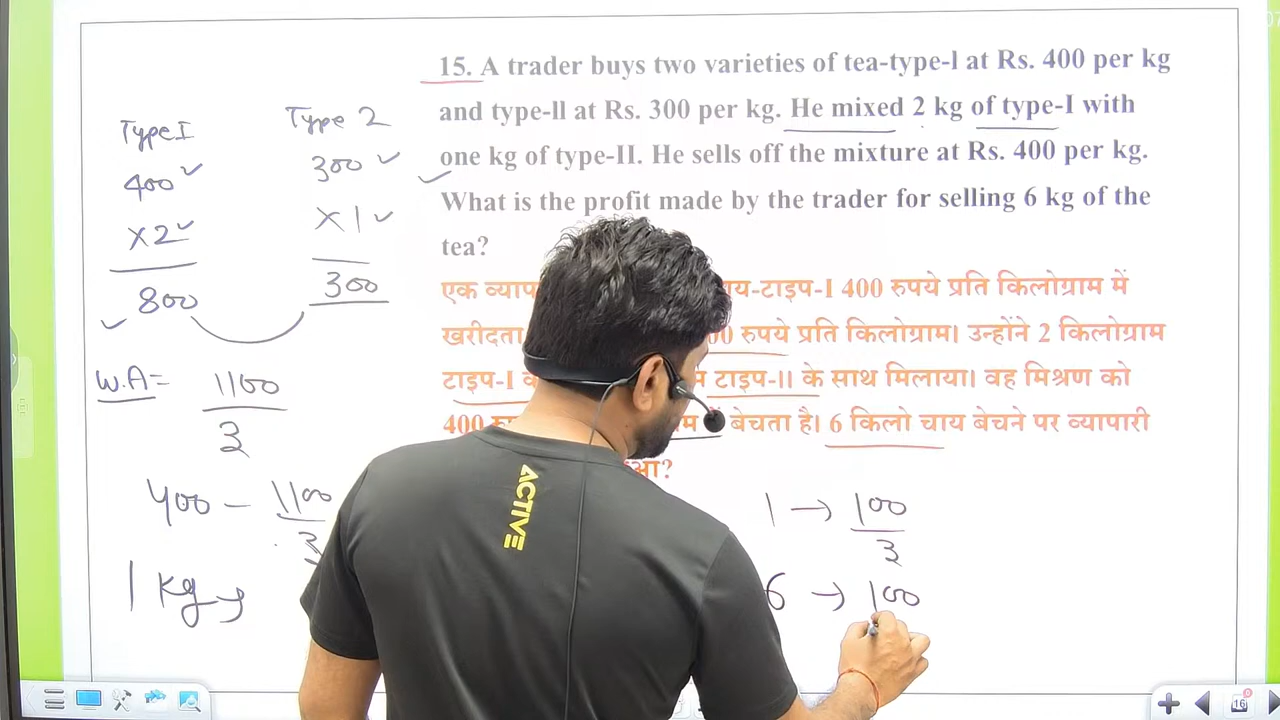 15. A trader buys two varieties of tea-type-l at Rs. 400 per kg
and type-ll at Rs. 300 per kg. He mixed 2 kg of type-I with
one kg of type-II. He sells off the mixture at Rs. 400 per kg.
What is the profit made by the trader for selling 6 kg of the
tea?
एक टाइप-I 400 रुपये प्रति किलोग्राम में
खरीदता रुपये प्रति किलोग्राम। उन्होंने 2 किलोग्राम
टाइप-I टाइप-II के साथ मिलाया। वह मिश्रण को
400 में बेचता है। 6 किलो चाय बेचने पर व्यापारी
Type I
400
X2
800
Type 2
300
X1
300
W.A = 1100
3
400 - 1100
3
1 kg →
1 → 100
3
6 → 100
ACTIVE
16